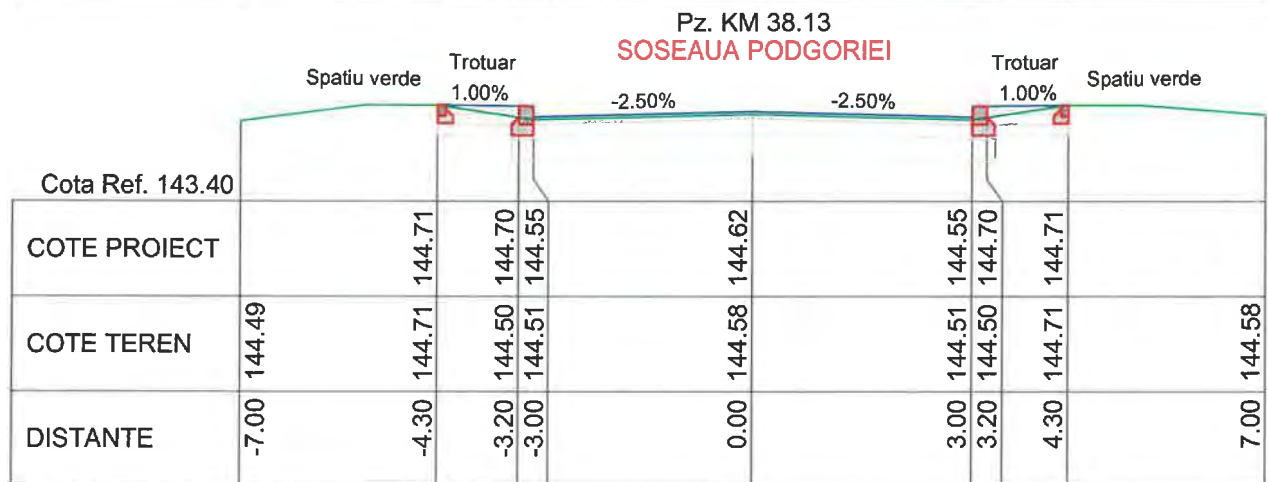 Pz. KM 38.13
SOSEAUA PODGORIEI
Spatiu verde
Trotuar
1.00%
-2.50%
-2.50%
Trotuar
1.00%
Spatiu verde
Cota Ref. 143.40
COTE PROIECT 144.71 144.70 144.55 144.62 144.55 144.70 144.71
COTE TEREN 144.49 144.71 144.50 144.51 144.58 144.51 144.50 144.71 144.58
DISTANTE -7.00 -4.30 -3.20 -3.00 0.00 3.00 3.20 4.30 7.00